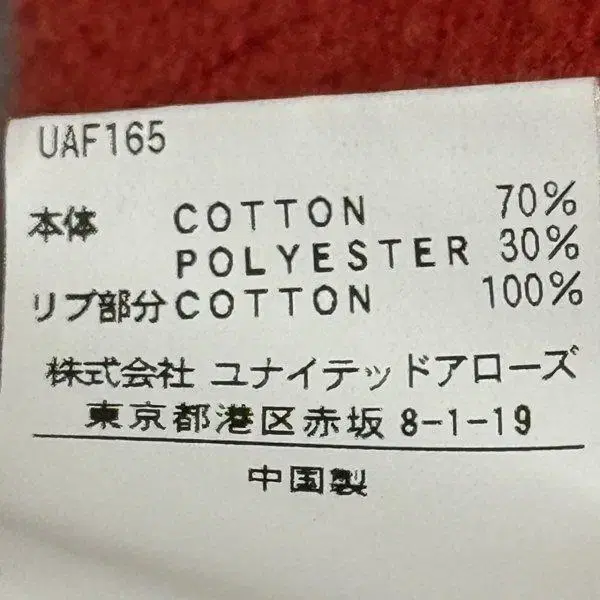 UAF165
本体 COTTON 70%
POLYESTER 30%
リブ部分 COTTON 100%
株式会社 ユナイテッドアローズ
東京都港区赤坂 8-1-19
中国製